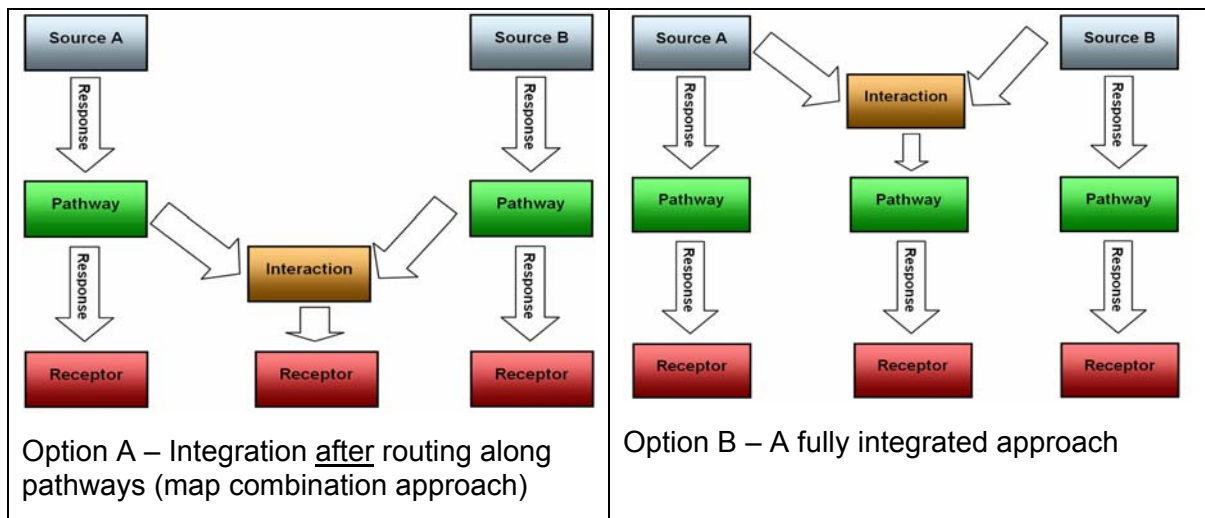 Source A
Source B
Response
Response
Pathway
Pathway
Interaction
Response
Response
Receptor
Receptor
Receptor
Option A – Integration after routing along
pathways (map combination approach)
Source A
Source B
Interaction
Response
Response
Pathway
Pathway
Pathway
Response
Response
Response
Receptor
Receptor
Receptor
Option B – A fully integrated approach